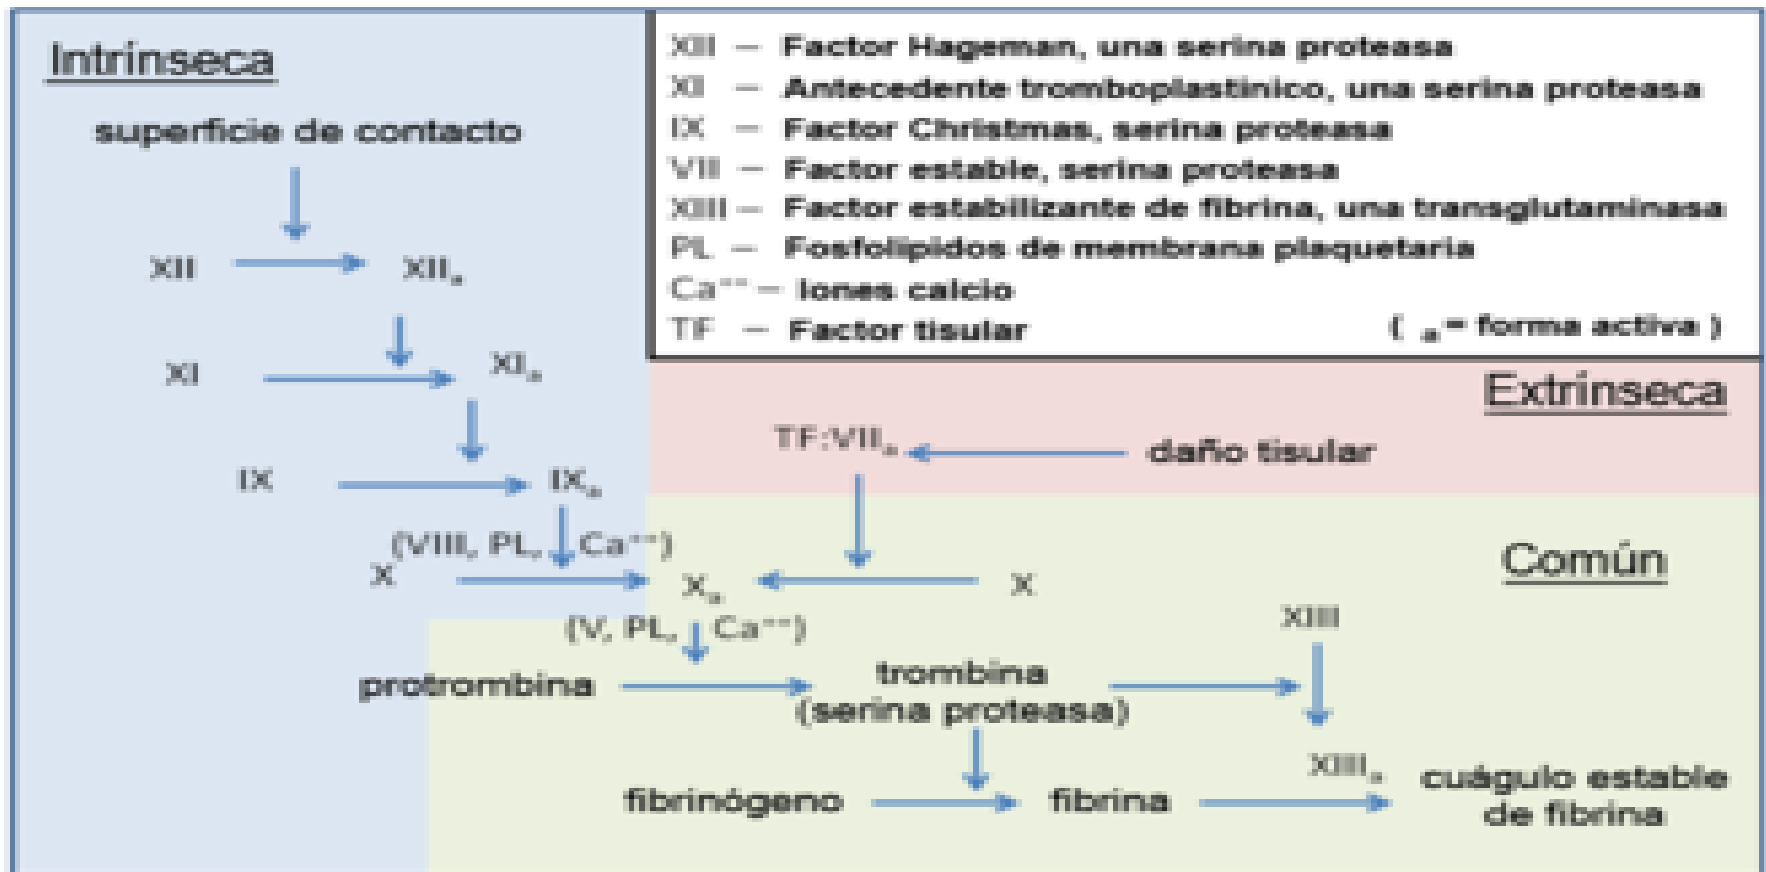 Intrínseca
superficie de contacto
XII
XIIₐ
XI
XIₐ
IX
IXₐ
(VIII, PL, Ca⁺⁺)
X
Xₐ
X
(V, PL, Ca⁺⁺)
XII – Factor Hageman, una serina proteasa
XI – Antecedente tromboplastínico, una serina proteasa
IX – Factor Christmas, serina proteasa
VII – Factor estable, serina proteasa
XIII – Factor estabilizante de fibrina, una transglutaminasa
PL – Fosfolípidos de membrana plaquetaria
Ca⁺⁺ – Iones calcio
TF – Factor tisular
( ₐ = forma activa )
Extrínseca
TF:VIIₐ
daño tisular
Común
XIII
protrombina
trombina
(serina proteasa)
XIIIₐ
fibrinógeno
fibrina
cuágulo estable
de fibrina